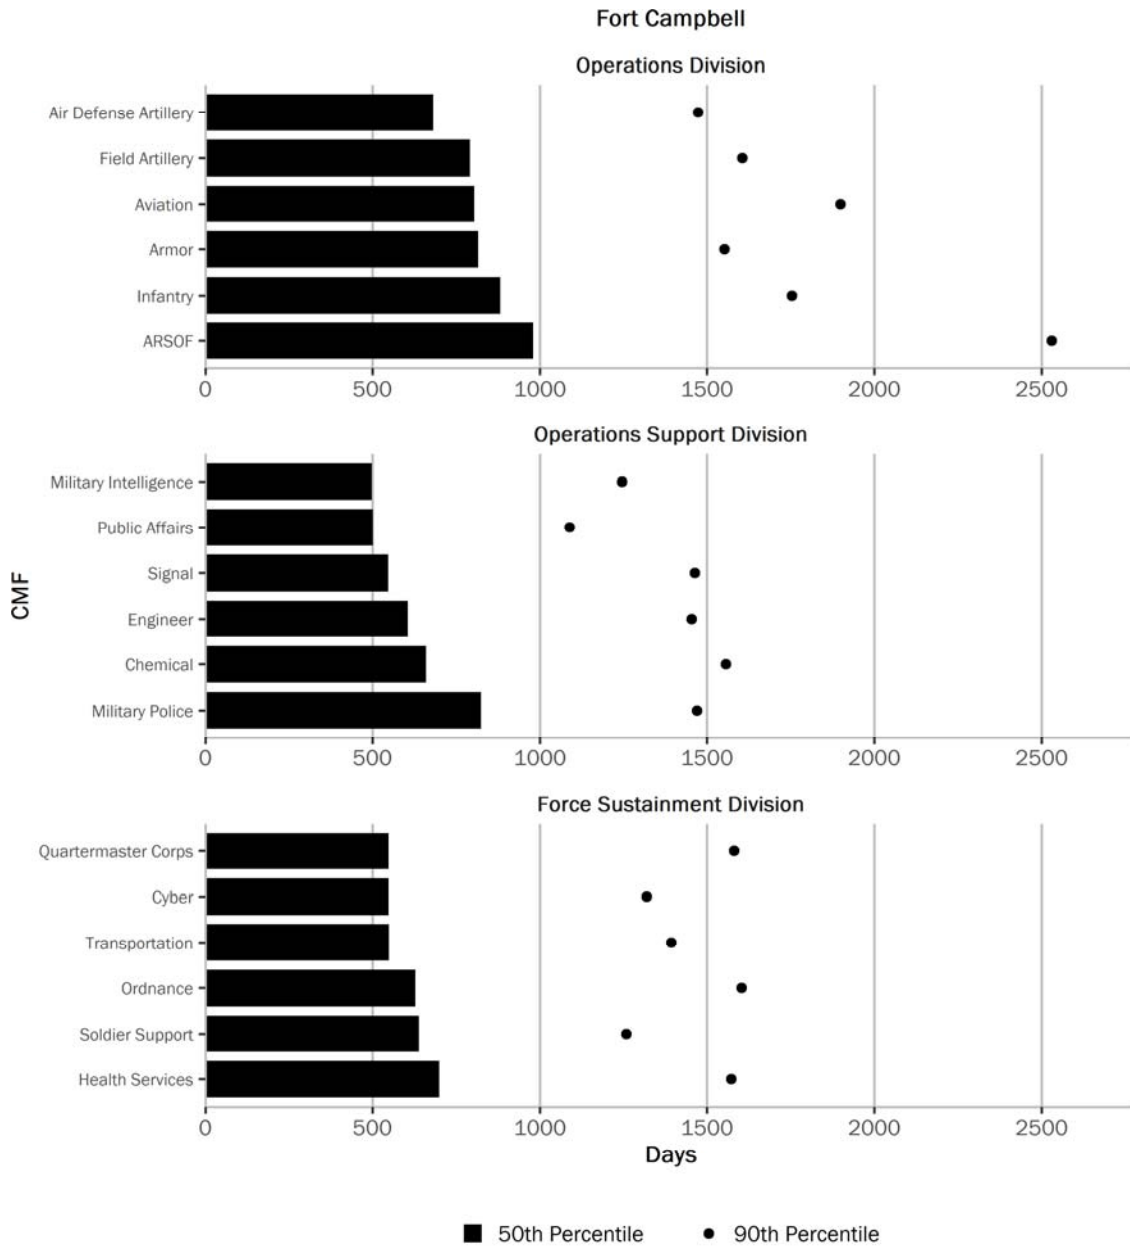 Fort Campbell
Operations Division
Air Defense Artillery
Field Artillery
Aviation
Armor
Infantry
ARSOF
0 500 1000 1500 2000 2500
Operations Support Division
Military Intelligence
Public Affairs
Signal
Engineer
Chemical
Military Police
0 500 1000 1500 2000 2500
CMF
Force Sustainment Division
Quartermaster Corps
Cyber
Transportation
Ordnance
Soldier Support
Health Services
0 500 1000 1500 2000 2500
Days
50th Percentile 90th Percentile